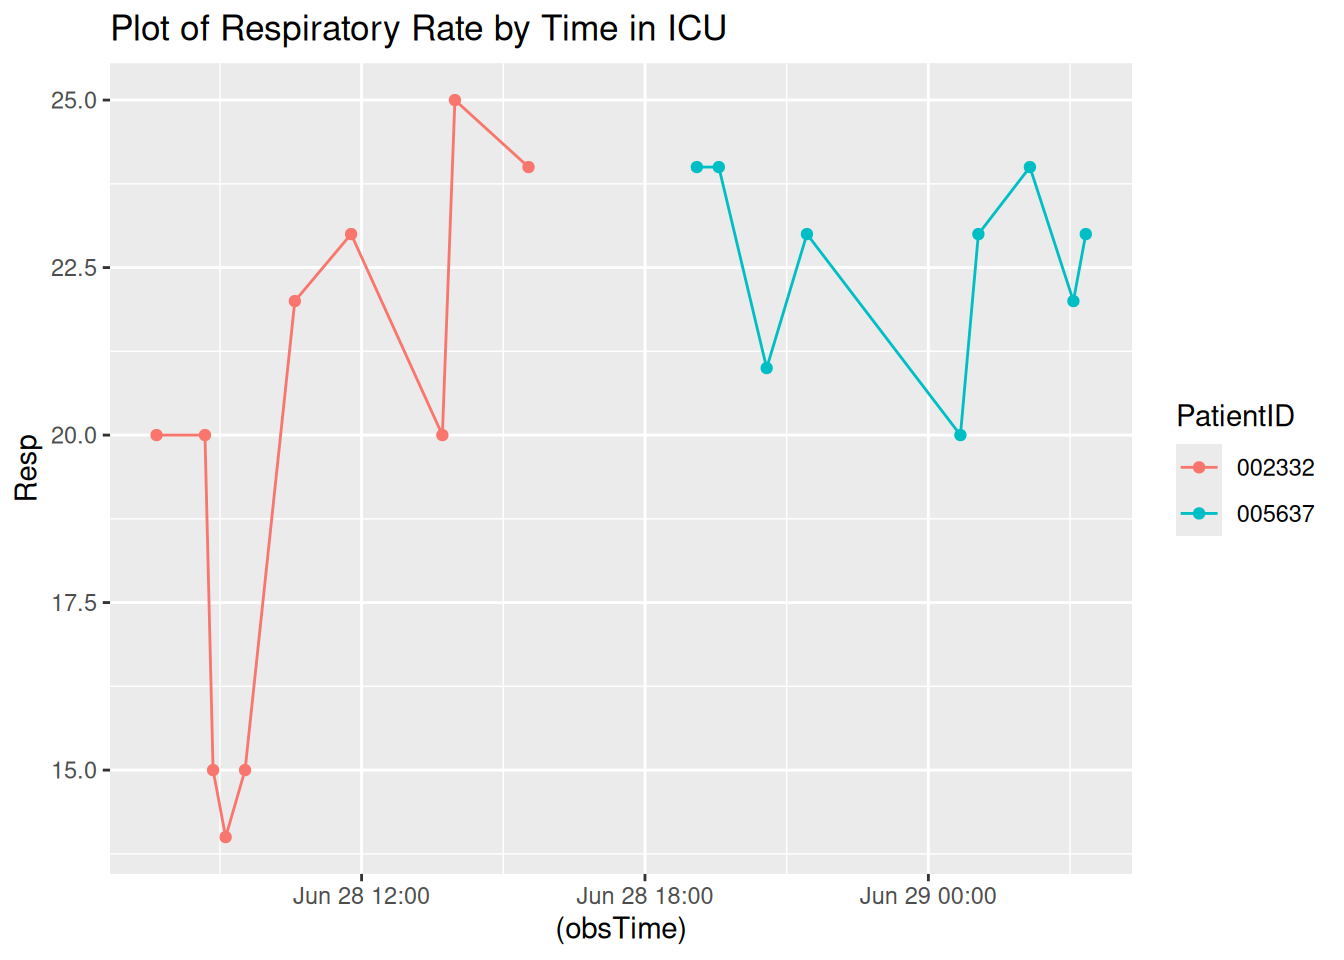 Plot of Respiratory Rate by Time in ICU
25.0
22.5
20.0
17.5
15.0
Resp
Jun 28 12:00
Jun 28 18:00
Jun 29 00:00
(obsTime)
PatientID
002332
005637